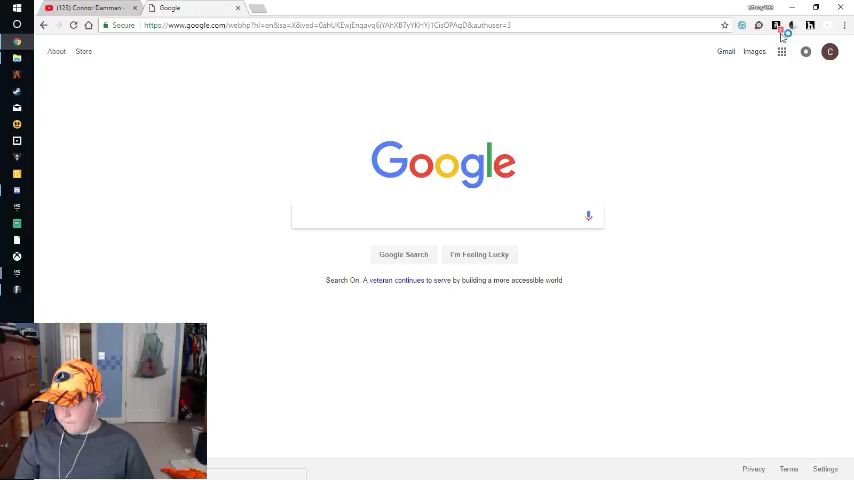 (123) Connor Damman -
Google
Secure
https://www.google.com/webhp?hl=en&sa=X&ved=0ahUKEwjEnqavq6jYAhXB7yYKHYj1CisQPAgD&authuser=3
About Store Gmail Images C
Google
Google Search I'm Feeling Lucky
Search On. A veteran continues to serve by building a more accessible world
Privacy Terms Settings